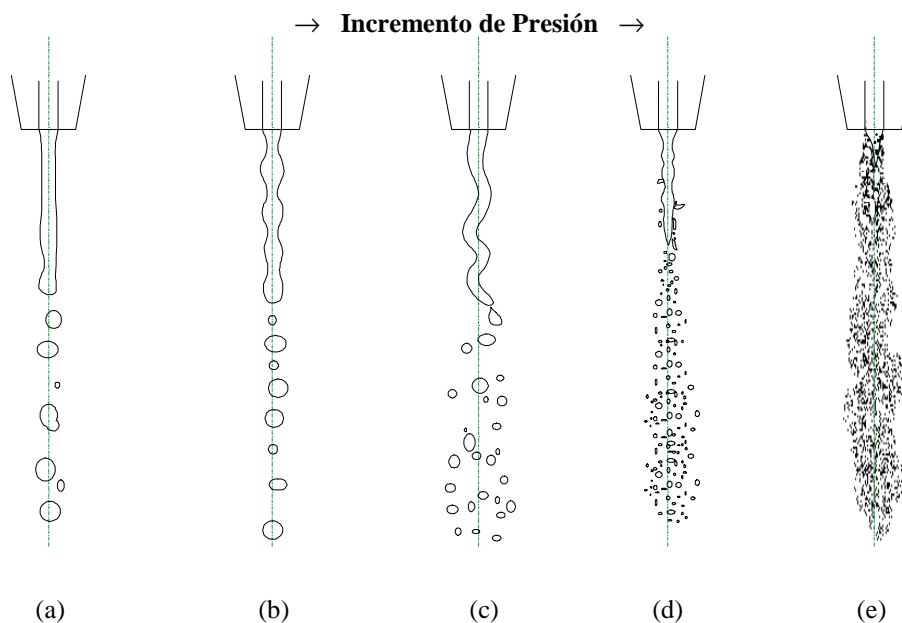 → Incremento de Presión →
(a) (b) (c) (d) (e)